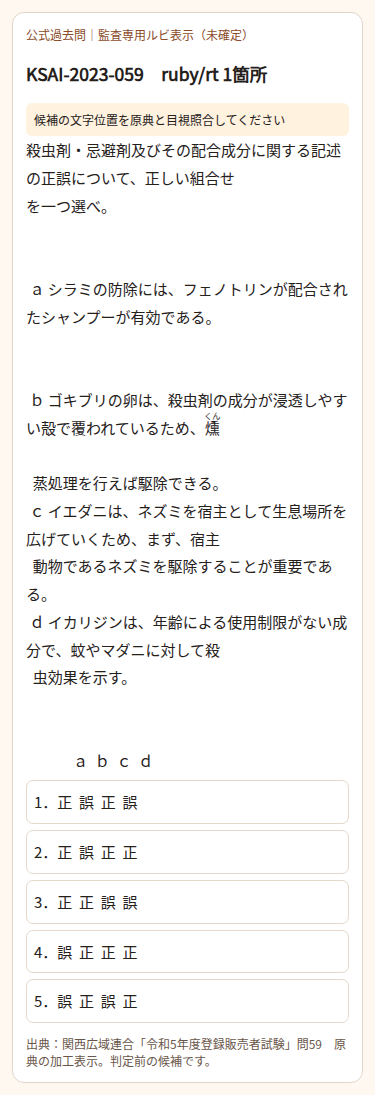 公式過去問｜監査専用ルビ表示（未確定）
KSAI-2023-059　ruby/rt 1箇所
候補の文字位置を原典と目視照合してください
殺虫剤・忌避剤及びその配合成分に関する記述
の正誤について、正しい組合せ
を一つ選べ。
ａ シラミの防除には、フェノトリンが配合され
たシャンプーが有効である。
ｂ ゴキブリの卵は、殺虫剤の成分が浸透しやす
い殻で覆われているため、燻
くん
蒸処理を行えば駆除できる。
ｃ イエダニは、ネズミを宿主として生息場所を
広げていくため、まず、宿主
動物であるネズミを駆除することが重要であ
る。
ｄ イカリジンは、年齢による使用制限がない成
分で、蚊やマダニに対して殺
虫効果を示す。
ａ ｂ ｃ ｄ
1．正 誤 正 誤
2．正 誤 正 正
3．正 正 誤 誤
4．誤 正 正 正
5．誤 正 誤 正
出典：関西広域連合「令和5年度登録販売者試験」問59　原
典の加工表示。判定前の候補です。